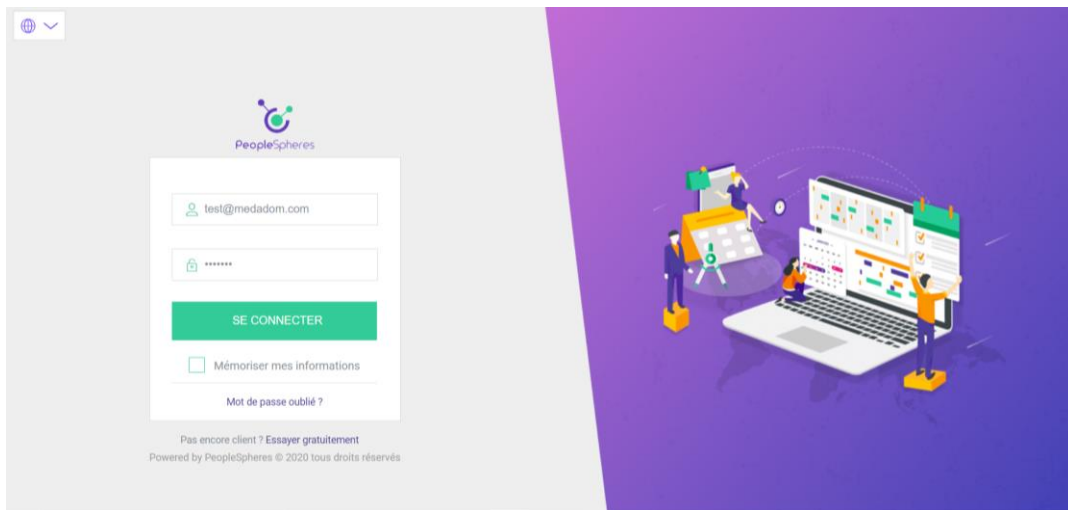 PeopleSpheres
test@medadom.com
•••••••
SE CONNECTER
Mémoriser mes informations
Mot de passe oublié ?
Pas encore client ? Essayer gratuitement
Powered by PeopleSpheres © 2020 tous droits réservés